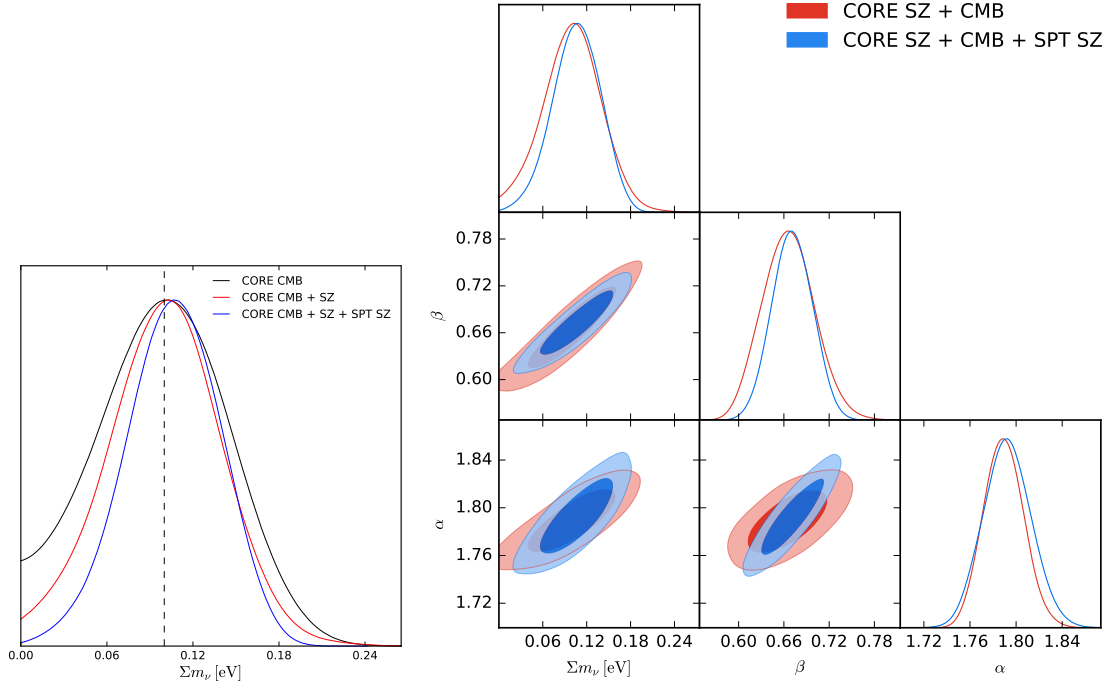 CORE SZ + CMB
CORE SZ + CMB + SPT SZ
CORE CMB
CORE CMB + SZ
CORE CMB + SZ + SPT SZ
0.00 0.06 0.12 0.18 0.24
Σmν [eV]
0.78
0.72
0.66
0.60
β
1.84
1.80
1.76
1.72
α
0.06 0.12 0.18 0.24
Σmν [eV]
0.60 0.66 0.72 0.78
β
1.72 1.76 1.80 1.84
α